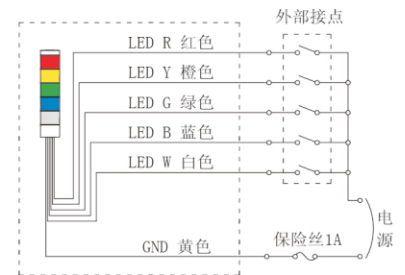 外部接点
LED R 红色
LED Y 橙色
LED G 绿色
LED B 蓝色
LED W 白色
电源
GND 黄色
保险丝1A